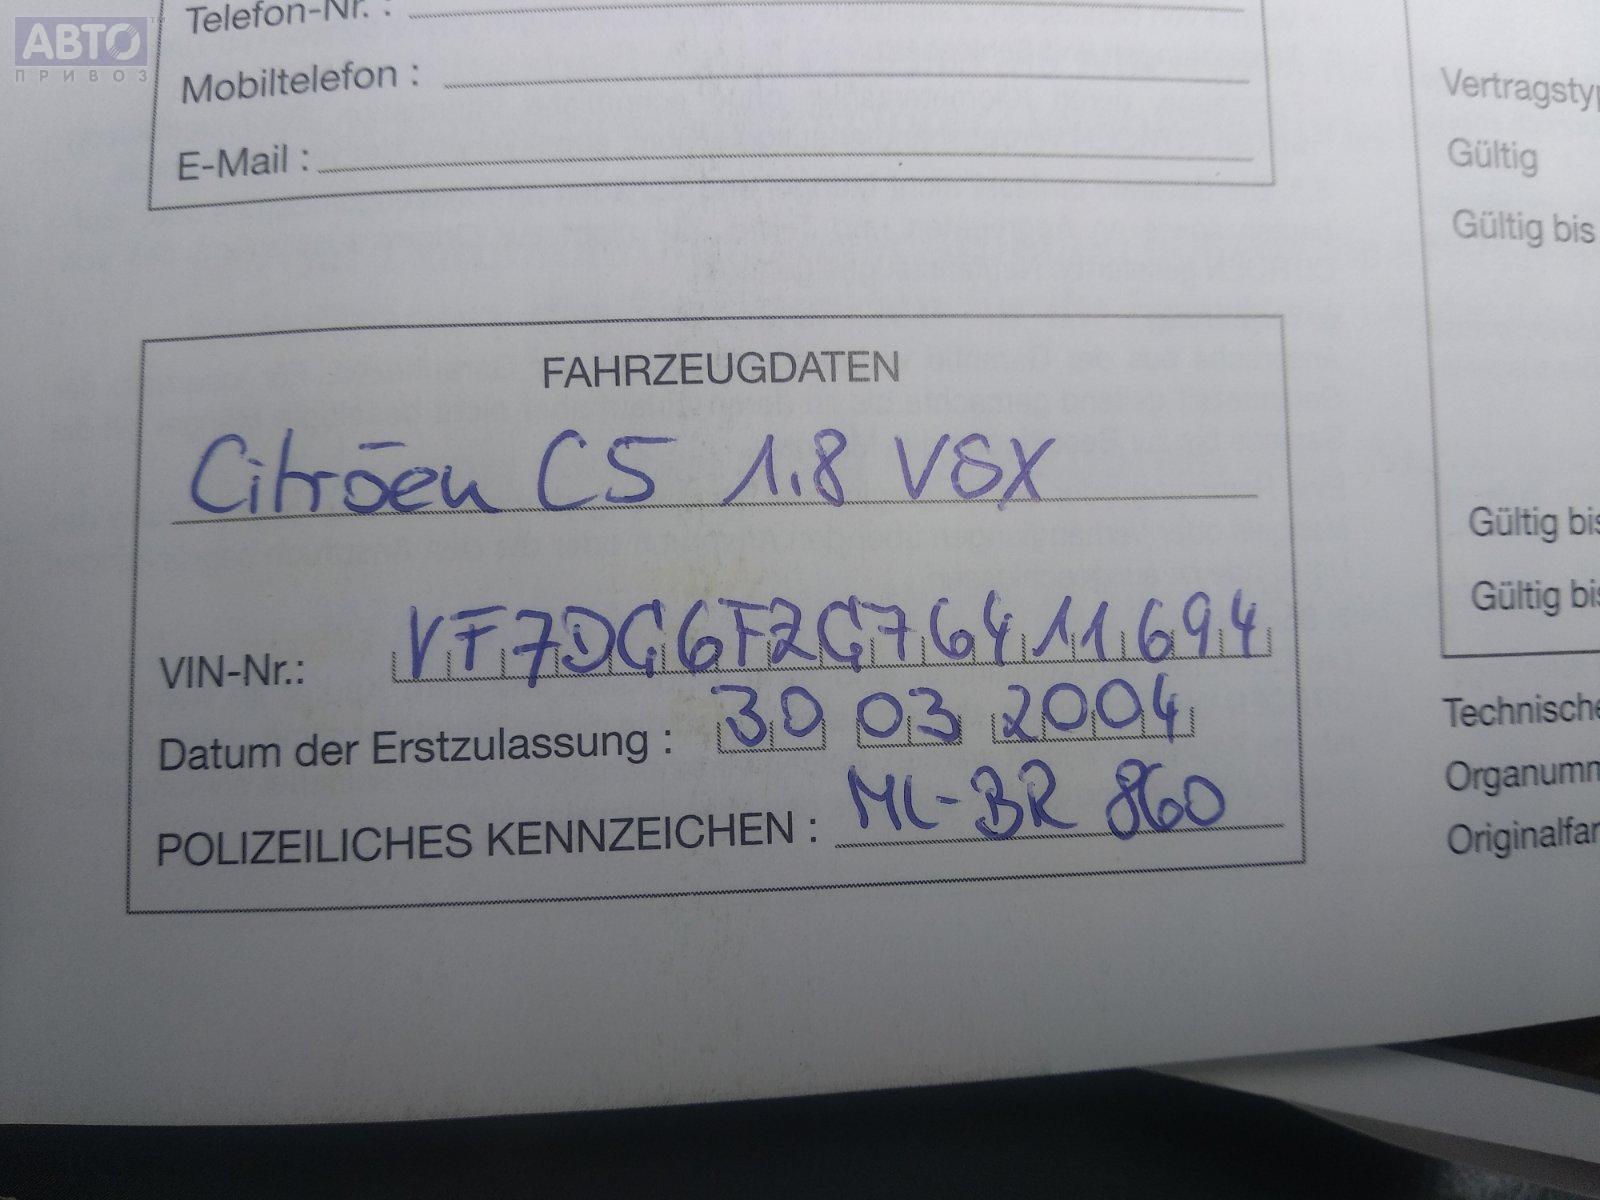 АВТО
ПРИВОЗ
Telefon-Nr. :
Mobiltelefon :
E-Mail :
Vertragstyp
Gültig
Gültig bis
FAHRZEUGDATEN
Citröen C5 1.8 VSX
Gültig bis
Gültig bis
VIN-Nr.: VF7DG6FZG76411694
Datum der Erstzulassung : 30 03 2004
POLIZEILICHES KENNZEICHEN : ML-BR 860
Technische
Organumm
Originalfar